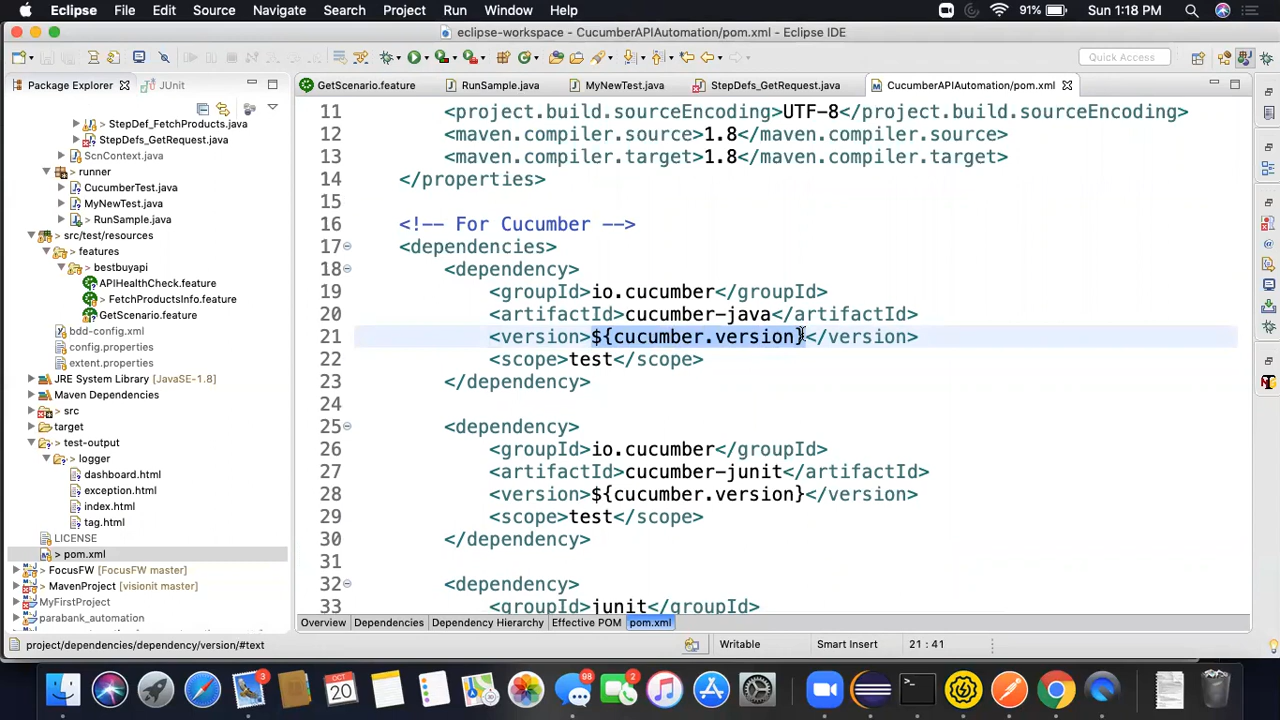 Eclipse File Edit Source Navigate Search Project Run Window Help 91% Sun 1:18 PM
eclipse-workspace - CucumberAPIAutomation/pom.xml - Eclipse IDE
Quick Access
Package Explorer JUnit
GetScenario.feature RunSample.java MyNewTest.java StepDefs_GetRequest.java CucumberAPIAutomation/pom.xml
> StepDef_FetchProducts.java
StepDefs_GetRequest.java
ScnContext.java
runner
CucumberTest.java
MyNewTest.java
> RunSample.java
src/test/resources
features
bestbuyapi
APIHealthCheck.feature
> FetchProductsInfo.feature
GetScenario.feature
bdd-config.xml
config.properties
extent.properties
JRE System Library [JavaSE-1.8]
Maven Dependencies
> src
target
test-output
logger
dashboard.html
exception.html
index.html
tag.html
LICENSE
> pom.xml
> FocusFW [FocusFW master]
> MavenProject [visionit master]
MyFirstProject
parabank_automation
11 <project.build.sourceEncoding>UTF-8</project.build.sourceEncoding>
12 <maven.compiler.source>1.8</maven.compiler.source>
13 <maven.compiler.target>1.8</maven.compiler.target>
14 </properties>
15
16 <!-- For Cucumber -->
17 <dependencies>
18 <dependency>
19 <groupId>io.cucumber</groupId>
20 <artifactId>cucumber-java</artifactId>
21 <version>${cucumber.version}</version>
22 <scope>test</scope>
23 </dependency>
24
25 <dependency>
26 <groupId>io.cucumber</groupId>
27 <artifactId>cucumber-junit</artifactId>
28 <version>${cucumber.version}</version>
29 <scope>test</scope>
30 </dependency>
31
32 <dependency>
33 <groupId>junit</groupId>
Overview Dependencies Dependency Hierarchy Effective POM pom.xml
project/dependencies/dependency/version/#text Writable Smart Insert 21 : 41
3 OCT 20 98 2